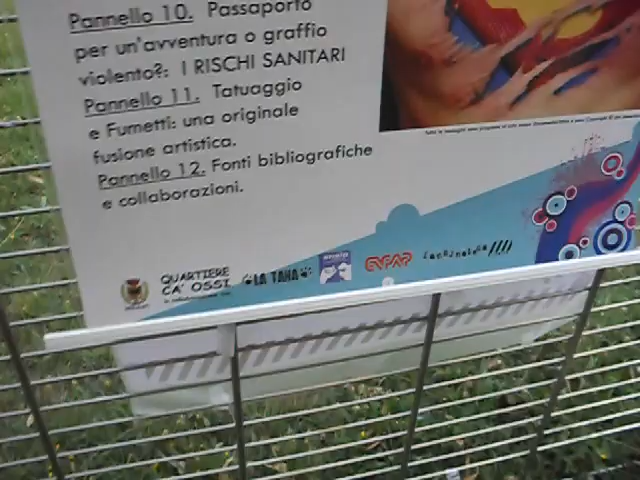 Pannello 10. Passaporto
per un'avventura o graffio
violento?: I RISCHI SANITARI
Pannello 11. Tatuaggio
e Fumetti: una originale
fusione artistica.
Pannello 12. Fonti bibliografiche
e collaborazioni.
QUARTIERE
CA' OSSI
LA TANA